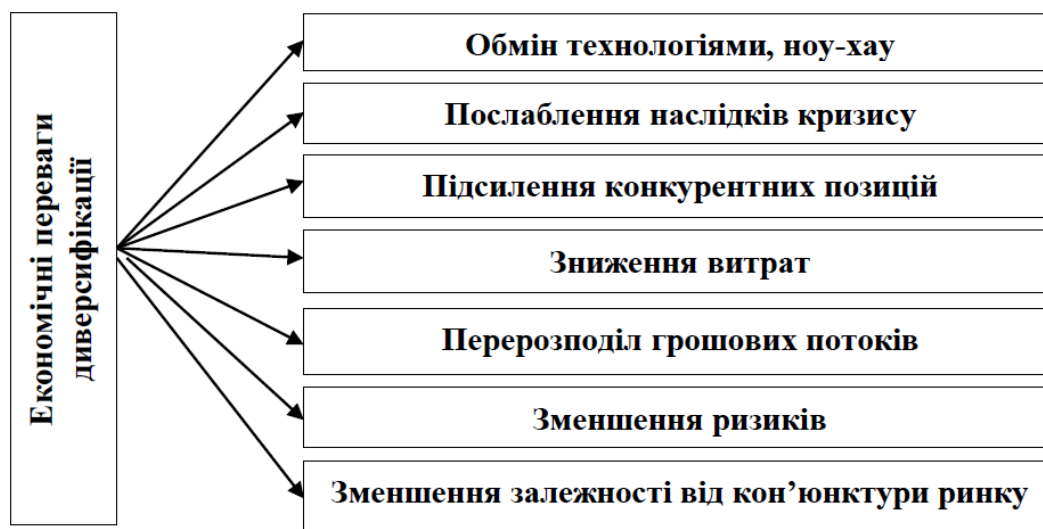 Економічні переваги
диверсифікації
Обмін технологіями, ноу-хау
Послаблення наслідків кризису
Підсилення конкурентних позицій
Зниження витрат
Перерозподіл грошових потоків
Зменшення ризиків
Зменшення залежності від кон’юнктури ринку